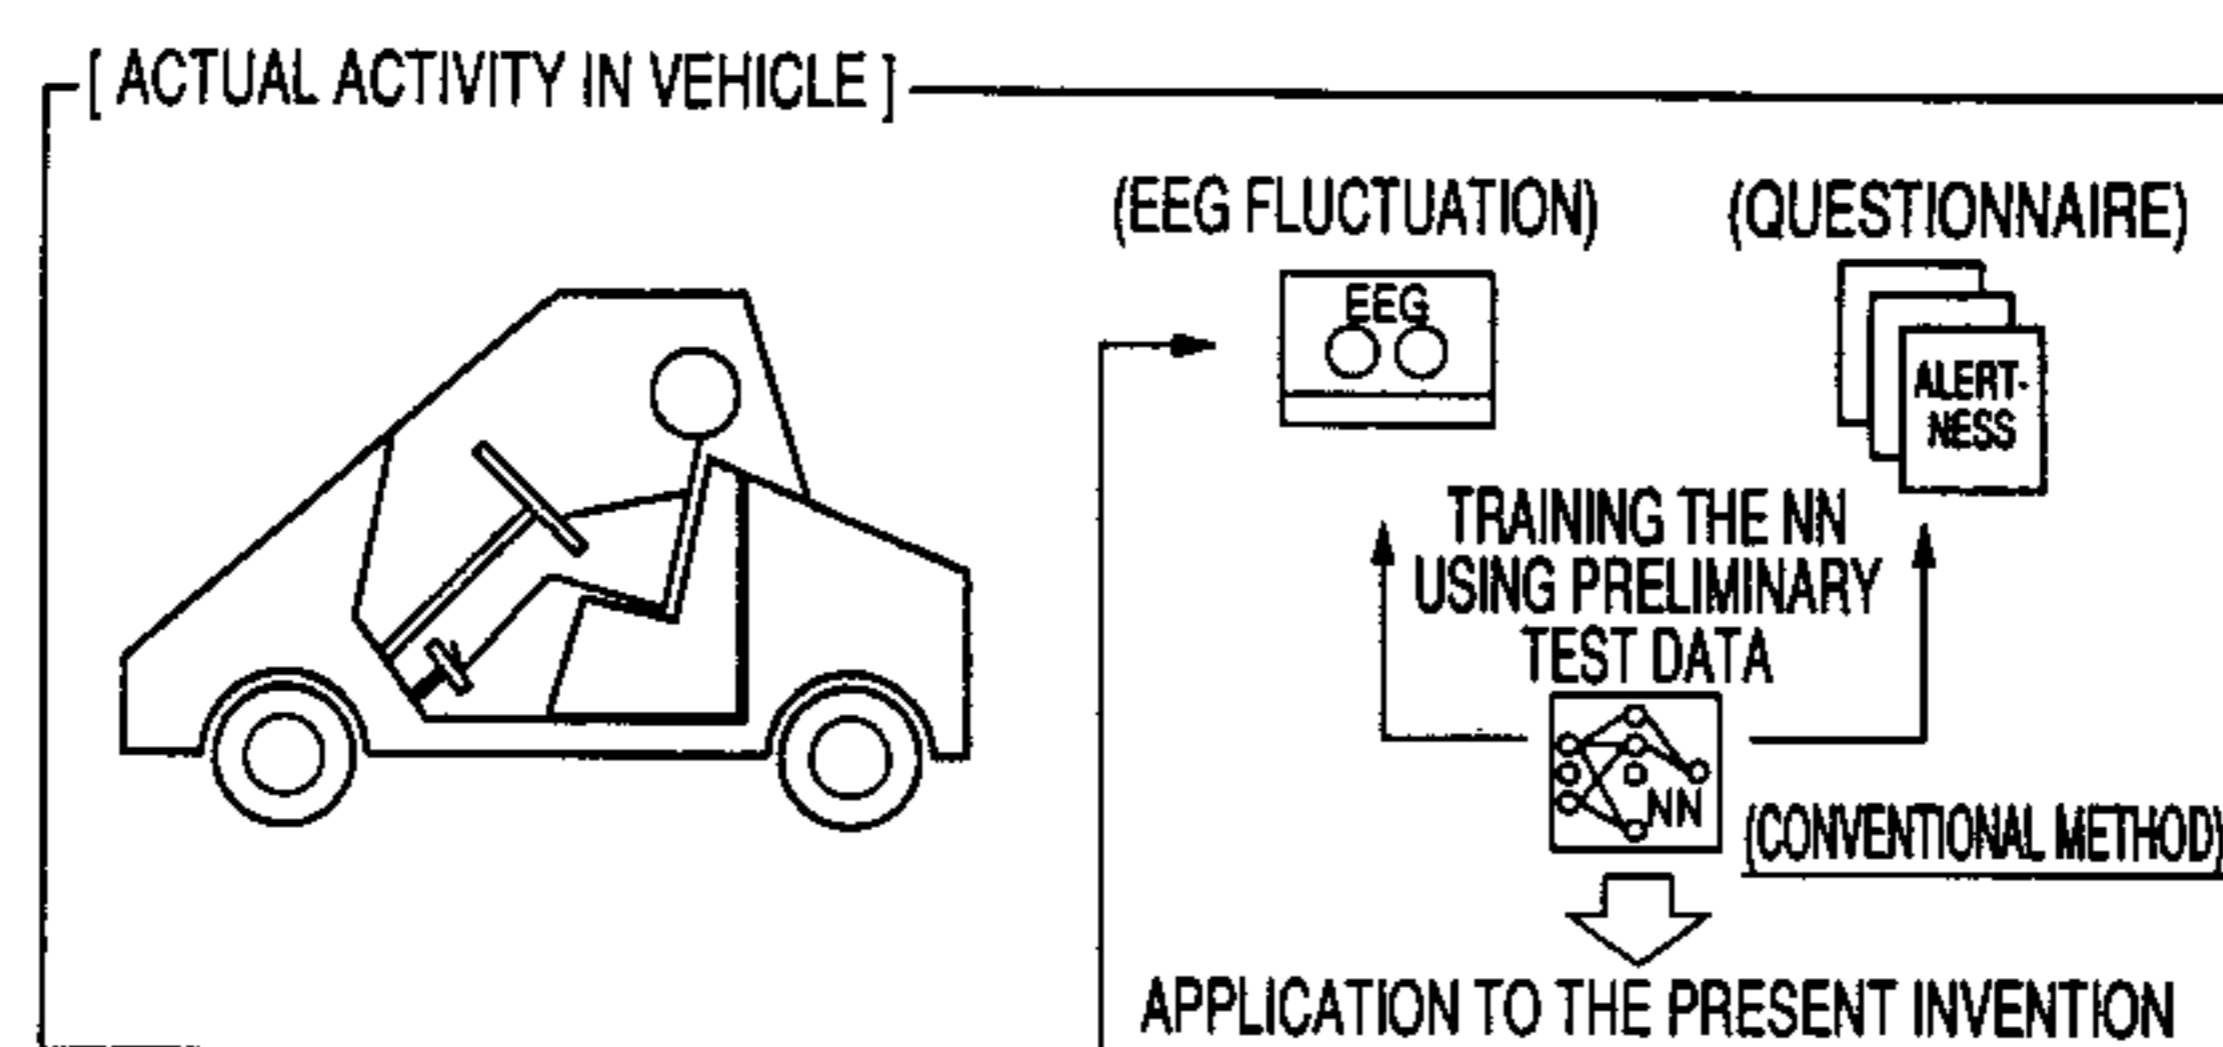 [ ACTUAL ACTIVITY IN VEHICLE ]
(EEG FLUCTUATION)
(QUESTIONNAIRE)
EEG
ALERT-
NESS
TRAINING THE NN
USING PRELIMINARY
TEST DATA
NN
(CONVENTIONAL METHOD)
APPLICATION TO THE PRESENT INVENTION